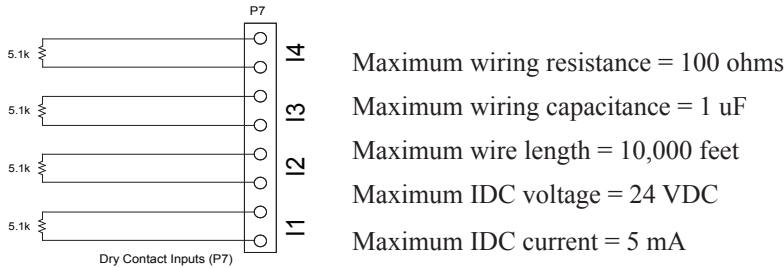 P7
5.1k
I4
Maximum wiring resistance = 100 ohms
5.1k
I3
Maximum wiring capacitance = 1 uF
Maximum wire length = 10,000 feet
5.1k
I2
Maximum IDC voltage = 24 VDC
5.1k
I1
Maximum IDC current = 5 mA
Dry Contact Inputs (P7)